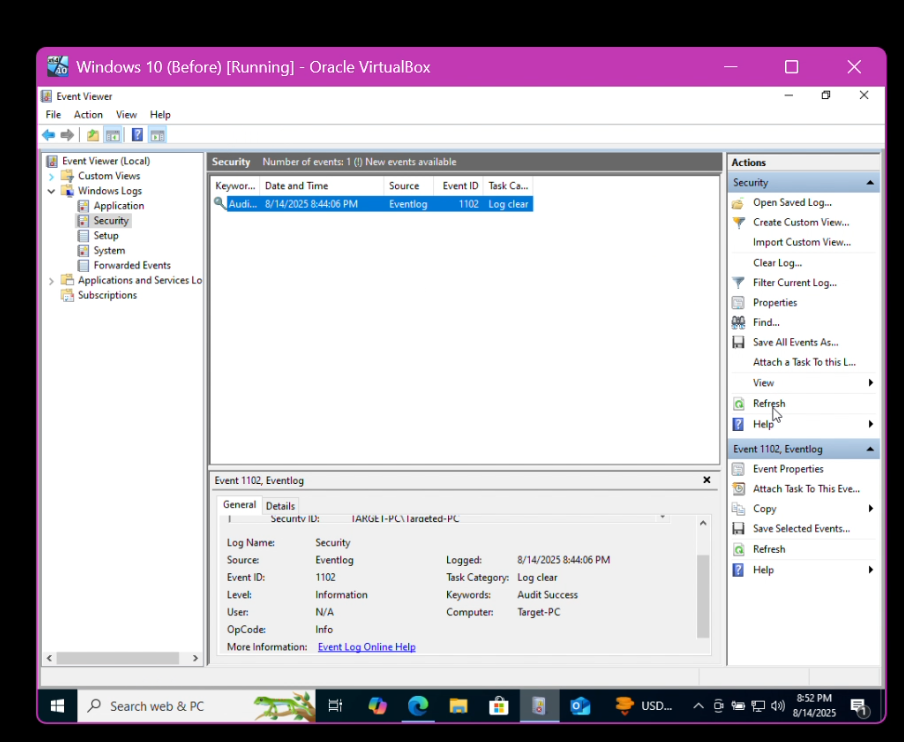 Windows 10 (Before) [Running] - Oracle VirtualBox
Event Viewer
File Action View Help
Event Viewer (Local)
Custom Views
Windows Logs
Application
Security
Setup
System
Forwarded Events
Applications and Services Lo
Subscriptions
Security Number of events: 1 (!) New events available
Keywor... Date and Time Source Event ID Task Ca...
Audi... 8/14/2025 8:44:06 PM Eventlog 1102 Log clear
Event 1102, Eventlog
General Details
Security ID: TARGET-PC\Targeted-PC
Log Name: Security
Source: Eventlog Logged: 8/14/2025 8:44:06 PM
Event ID: 1102 Task Category: Log clear
Level: Information Keywords: Audit Success
User: N/A Computer: Target-PC
OpCode: Info
More Information: Event Log Online Help
Actions
Security
Open Saved Log...
Create Custom View...
Import Custom View...
Clear Log...
Filter Current Log...
Properties
Find...
Save All Events As...
Attach a Task To this L...
View
Refresh
Help
Event 1102, Eventlog
Event Properties
Attach Task To This Eve...
Copy
Save Selected Events...
Refresh
Help
Search web & PC
USD...
8:52 PM
8/14/2025
1